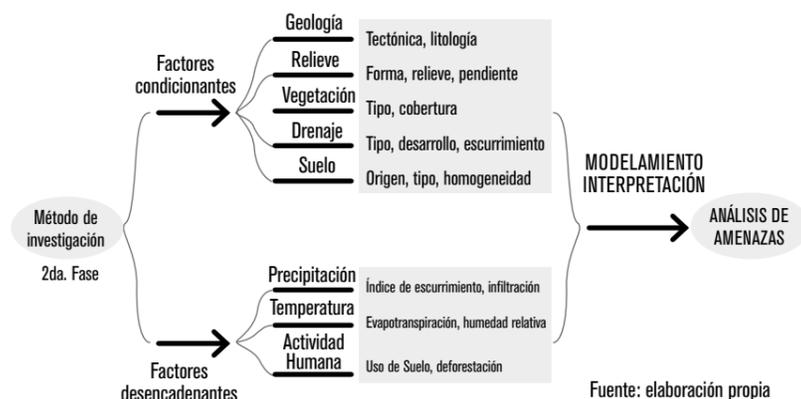 Método de
investigación
2da. Fase
Factores
condicionantes
Geología
Tectónica, litología
Relieve
Forma, relieve, pendiente
Vegetación
Tipo, cobertura
Drenaje
Tipo, desarrollo, escurrimiento
Suelo
Origen, tipo, homogeneidad
Factores
desencadenantes
Precipitación
Índice de escurrimiento, infiltración
Temperatura
Evapotranspiración, humedad relativa
Actividad
Humana
Uso de Suelo, deforestación
MODELAMIENTO
INTERPRETACIÓN
ANÁLISIS DE
AMENAZAS
Fuente: elaboración propia